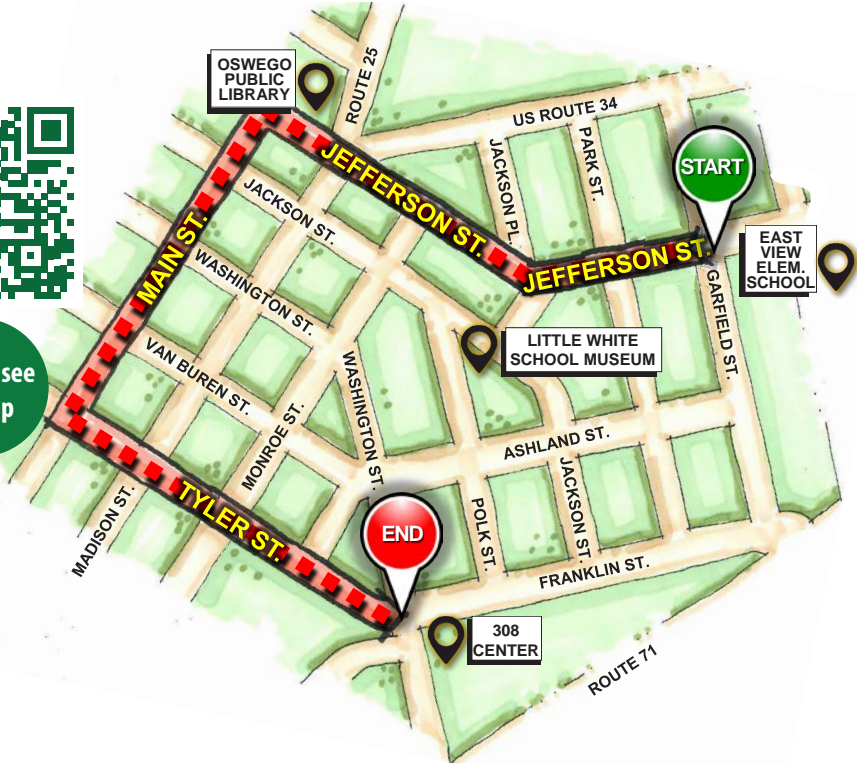 OSWEGO
PUBLIC
LIBRARY
ROUTE 25
US ROUTE 34
JEFFERSON ST.
JACKSON PL.
PARK ST.
START
JACKSON ST.
MAIN ST.
WASHINGTON ST.
JEFFERSON ST.
EAST
VIEW
ELEM.
SCHOOL
GARFIELD ST.
LITTLE WHITE
SCHOOL MUSEUM
see
p
VAN BUREN ST.
WASHINGTON ST.
MONROE ST.
ASHLAND ST.
JACKSON ST.
POLK ST.
MADISON ST.
TYLER ST.
END
FRANKLIN ST.
308
CENTER
ROUTE 71